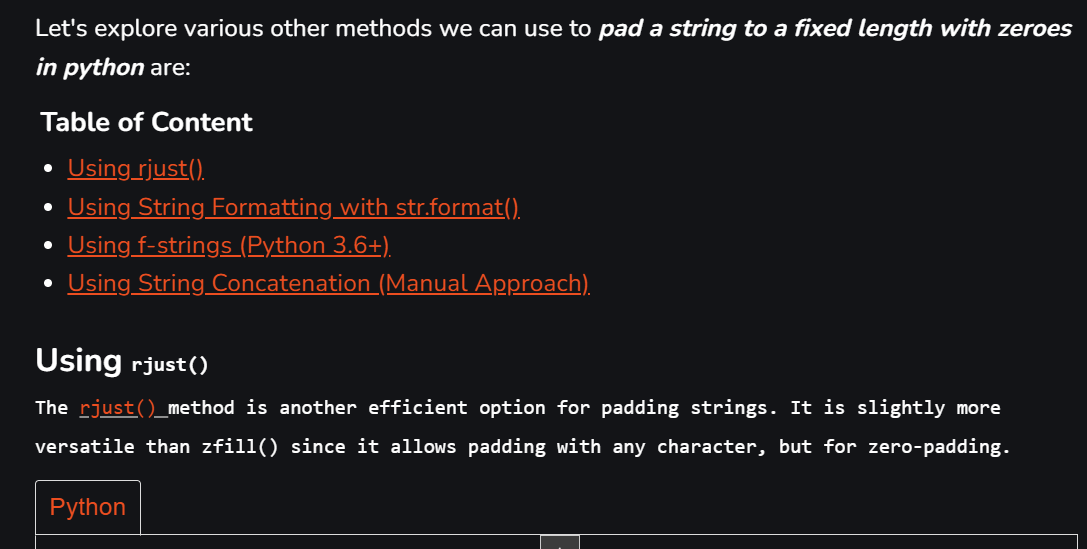 Let's explore various other methods we can use to pad a string to a fixed length with zeroes
in python are:
Table of Content
Using rjust()
Using String Formatting with str.format()
Using f-strings (Python 3.6+)
Using String Concatenation (Manual Approach)
Using rjust()
The rjust() method is another efficient option for padding strings. It is slightly more
versatile than zfill() since it allows padding with any character, but for zero-padding.
Python